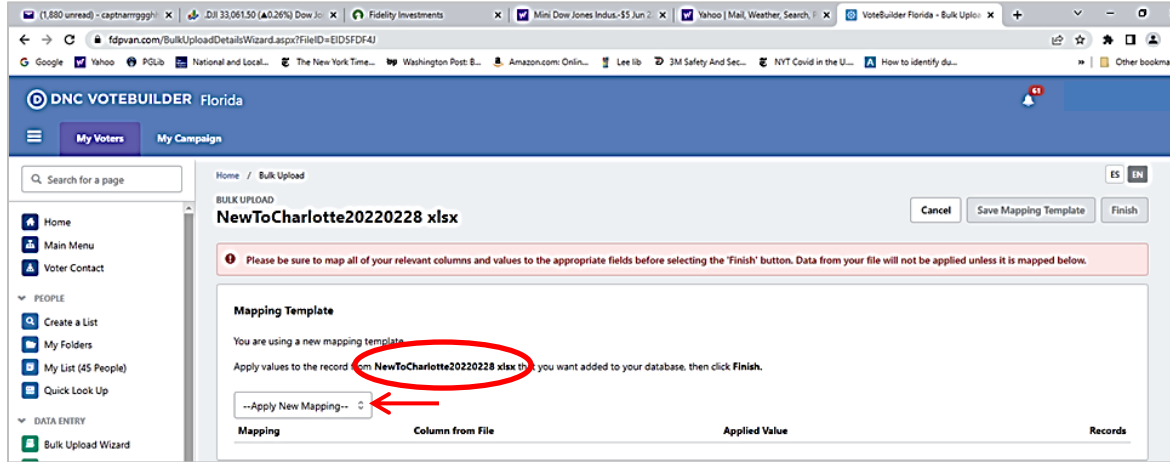 (1,880 unread) - captnarrrggghh
.DJI 33,061.50 (▲0.26%) Dow Jo
Fidelity Investments
Mini Dow Jones Indus.-$5 Jun 2
Yahoo | Mail, Weather, Search, P
VoteBuilder Florida - Bulk Uploa
fdpvan.com/BulkUploadDetailsWizard.aspx?FileID=EID5FDF4J
Google Yahoo PGLib National and Local... The New York Time... Washington Post: B... Amazon.com: Onlin... Lee lib 3M Safety And Sec... NYT Covid in the U.... How to identify du... » Other bookma
DNC VOTEBUILDER Florida
61
My Voters My Campaign
Search for a page
Home / Bulk Upload
ES EN
BULK UPLOAD
NewToCharlotte20220228 xlsx
Cancel Save Mapping Template Finish
Home
Main Menu
Voter Contact
PEOPLE
Create a List
My Folders
My List (45 People)
Quick Look Up
DATA ENTRY
Bulk Upload Wizard
Please be sure to map all of your relevant columns and values to the appropriate fields before selecting the 'Finish' button. Data from your file will not be applied unless it is mapped below.
Mapping Template
You are using a new mapping template.
Apply values to the record from NewToCharlotte20220228 xlsx that you want added to your database, then click Finish.
--Apply New Mapping--
Mapping Column from File Applied Value Records